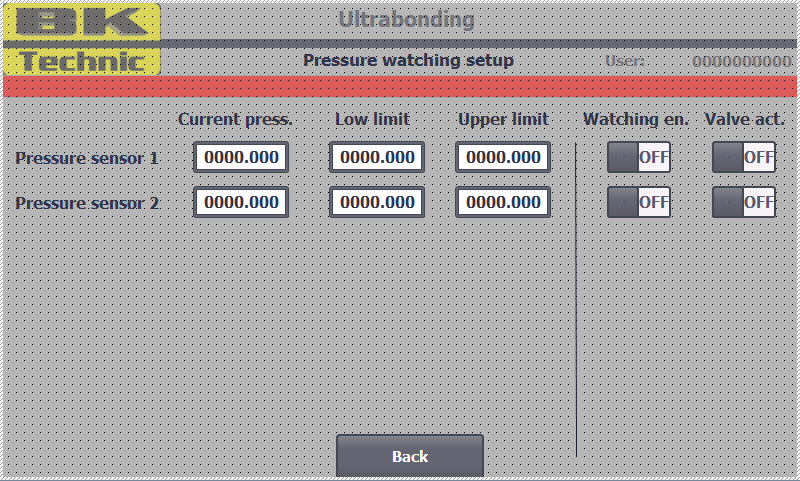 BK
Technic
Ultrabonding
Pressure watching setup
User: 0000000000
Current press. Low limit Upper limit Watching en. Valve act.
Pressure sensor 1 0000.000 0000.000 0000.000 OFF OFF
Pressure sensor 2 0000.000 0000.000 0000.000 OFF OFF
Back